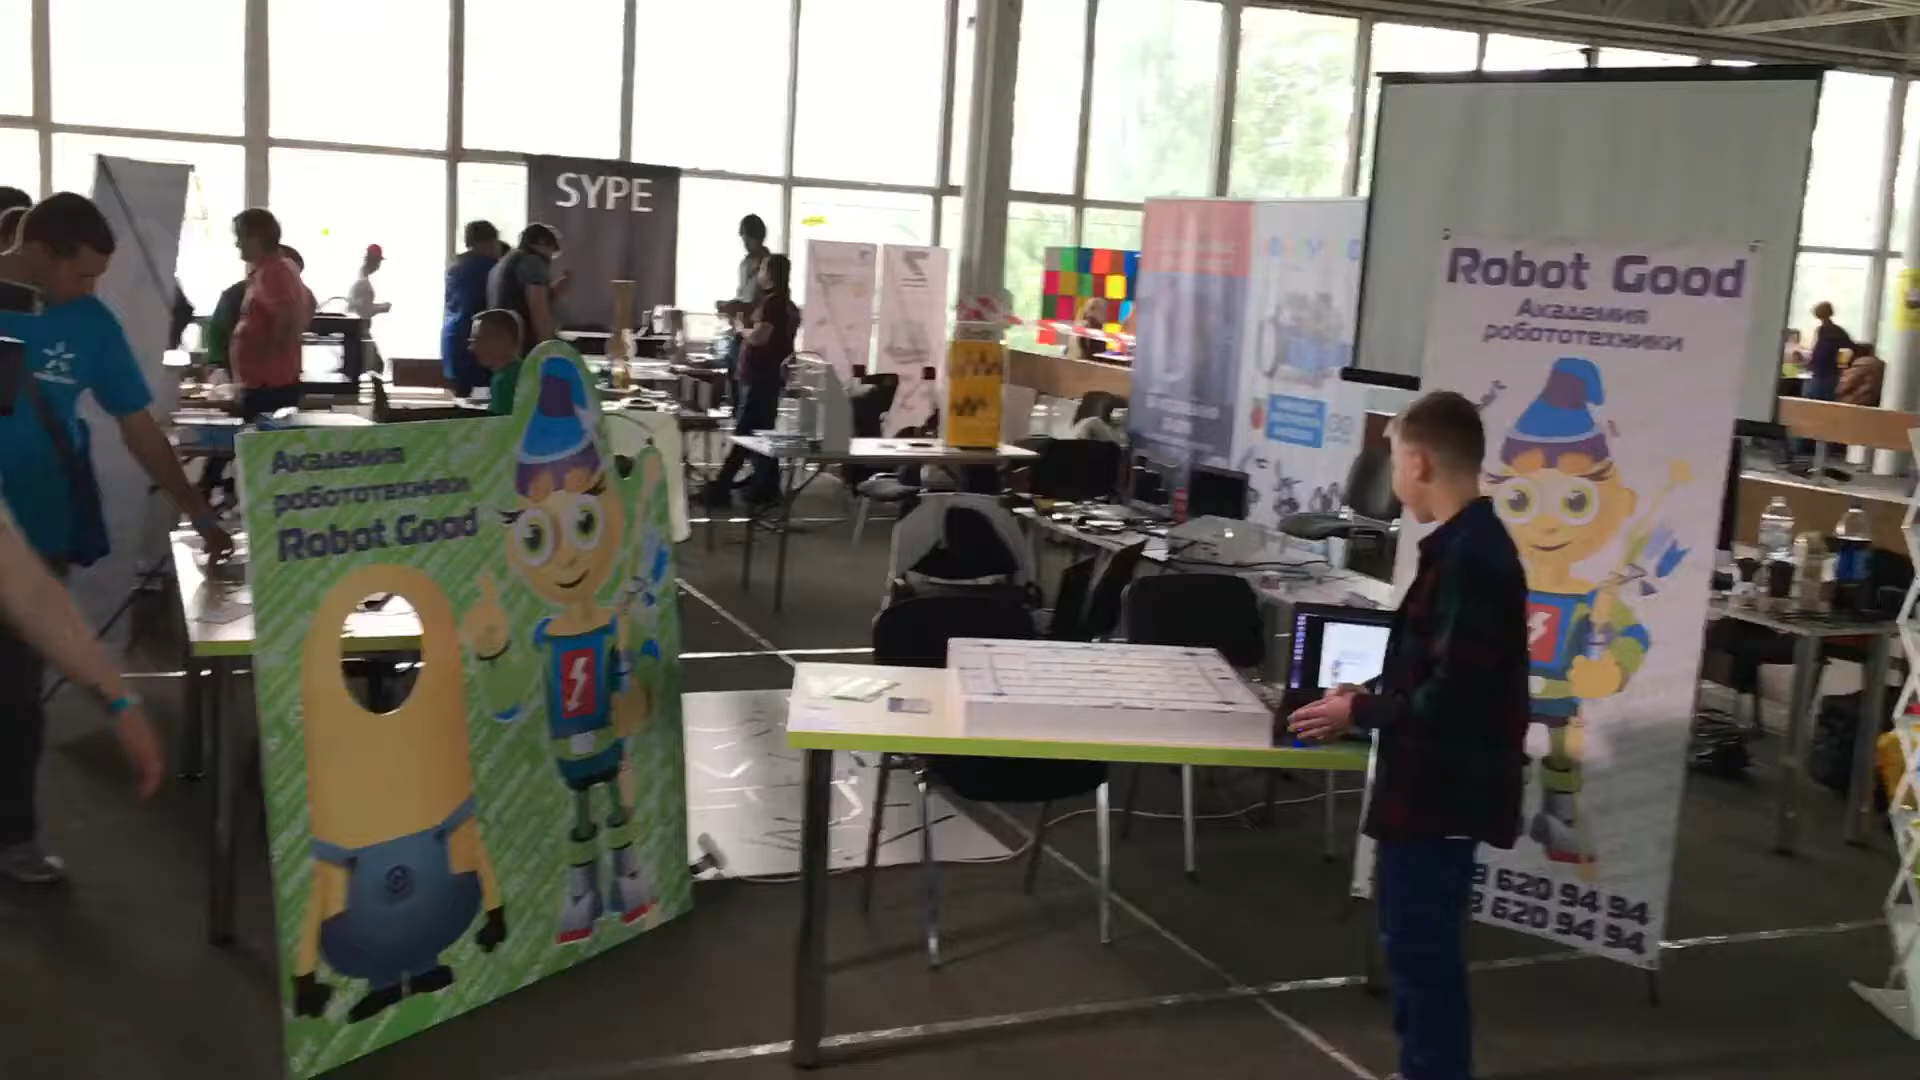 SYPE
Robot Good
Академия
робототехники
Академия
робототехники
Robot Good
8 620 94 94
8 620 94 94